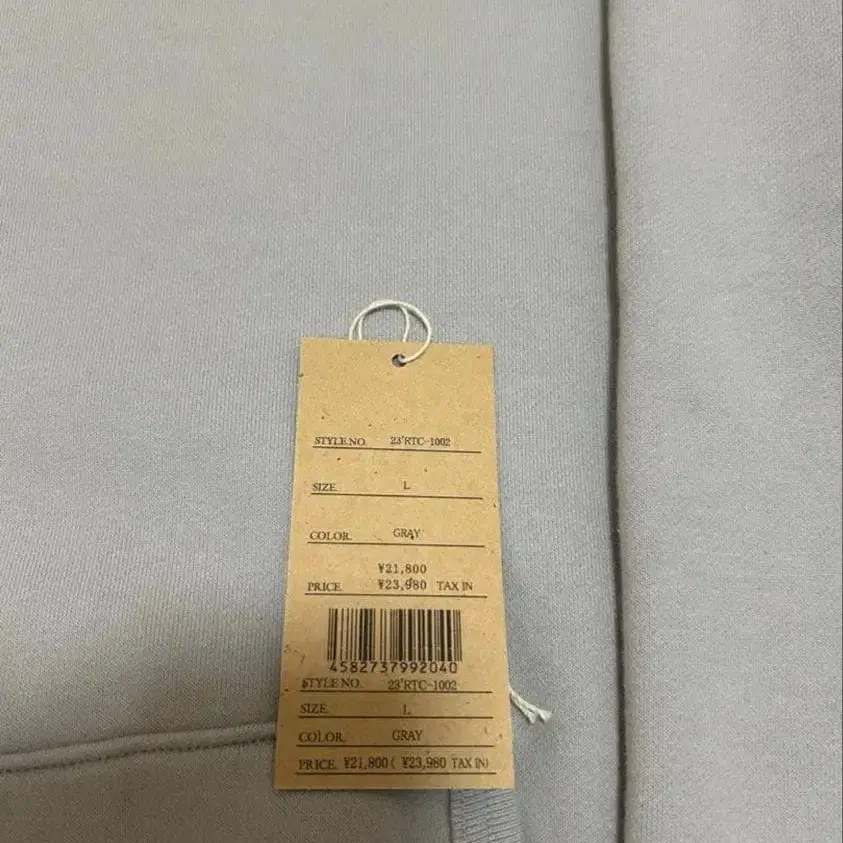 STYLE NO. 23'RTC-1002
SIZE. L
COLOR. GRAY
¥21,800
PRICE. ¥23,980 TAX IN
4582737992040
STYLE NO. 23'RTC-1002
SIZE. L
COLOR. GRAY
PRICE. ¥21,800 ( ¥23,980 TAX IN)